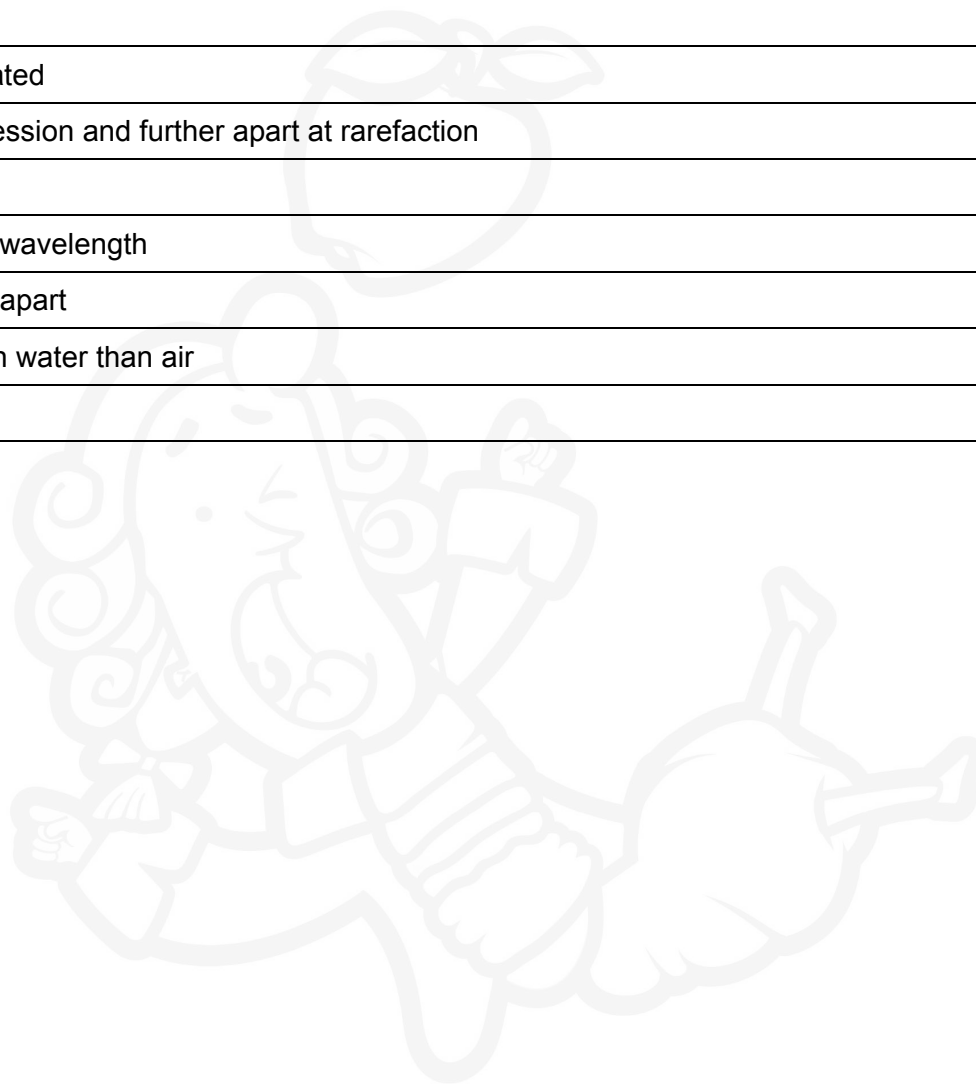 ated
ession and further apart at rarefaction
wavelength
apart
n water than air